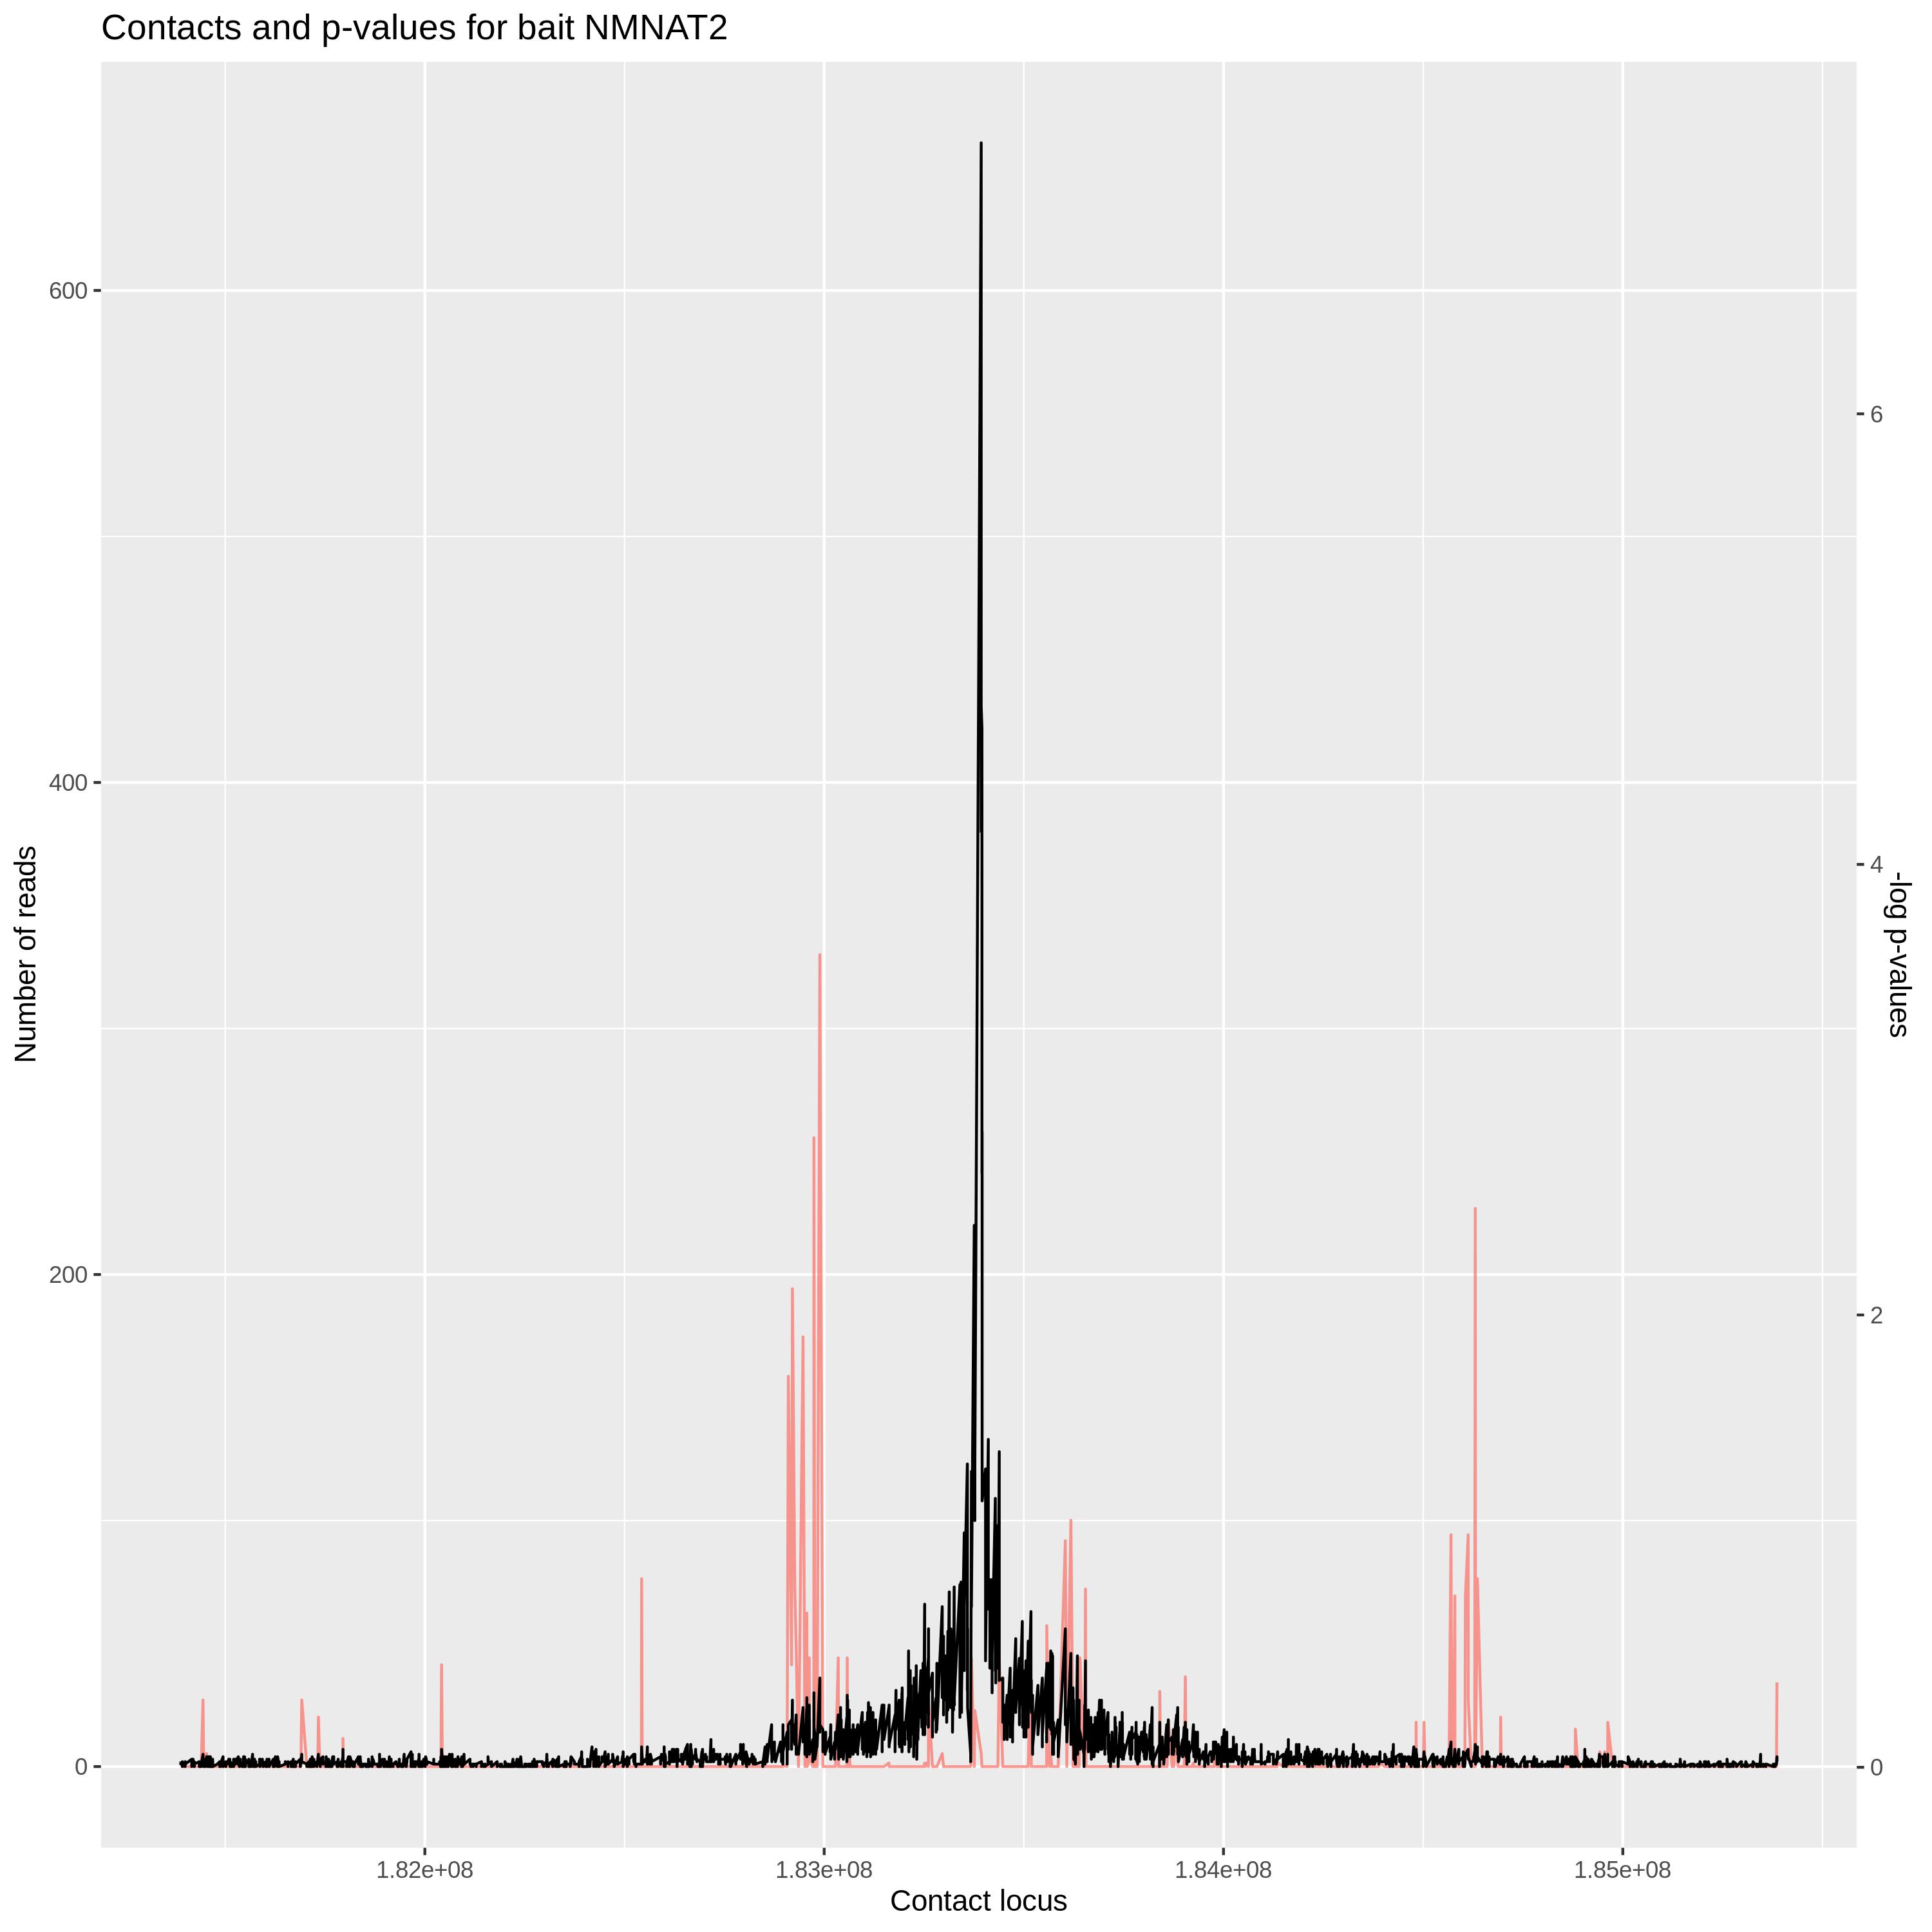 Contacts and p-values for bait NMNAT2
Number of reads
600
400
200
0
6
4
2
0
-log p-values
1.82e+08
1.83e+08
1.84e+08
1.85e+08
Contact locus